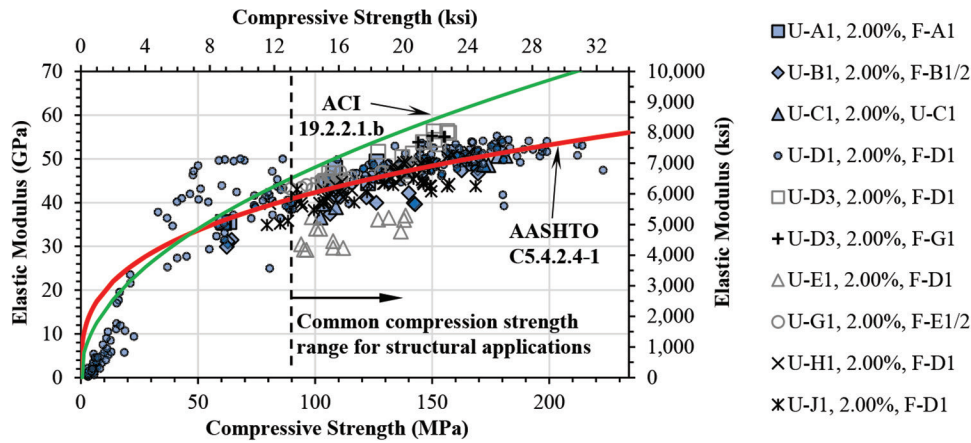 Compressive Strength (ksi)
0 4 6 10 14 16 20 24 28 32
70 10,000
60 9,000
50 8,000
40 7,000
30 6,000
20 5,000
10 4,000
0 3,000
2,000
1,000
0
Elastic Modulus (GPa)
Elastic Modulus (ksi)
ACI
19.2.2.1.b
AASHTO
C5.4.2.4-1
Common compression strength
range for structural applications
0 50 100 150 200
Compressive Strength (MPa)
U-A1, 2.00%, F-A1
U-B1, 2.00%, F-B1/2
U-C1, 2.00%, U-C1
U-D1, 2.00%, F-D1
U-D3, 2.00%, F-D1
U-D3, 2.00%, F-G1
U-E1, 2.00%, F-D1
U-G1, 2.00%, F-E1/2
U-H1, 2.00%, F-D1
U-J1, 2.00%, F-D1